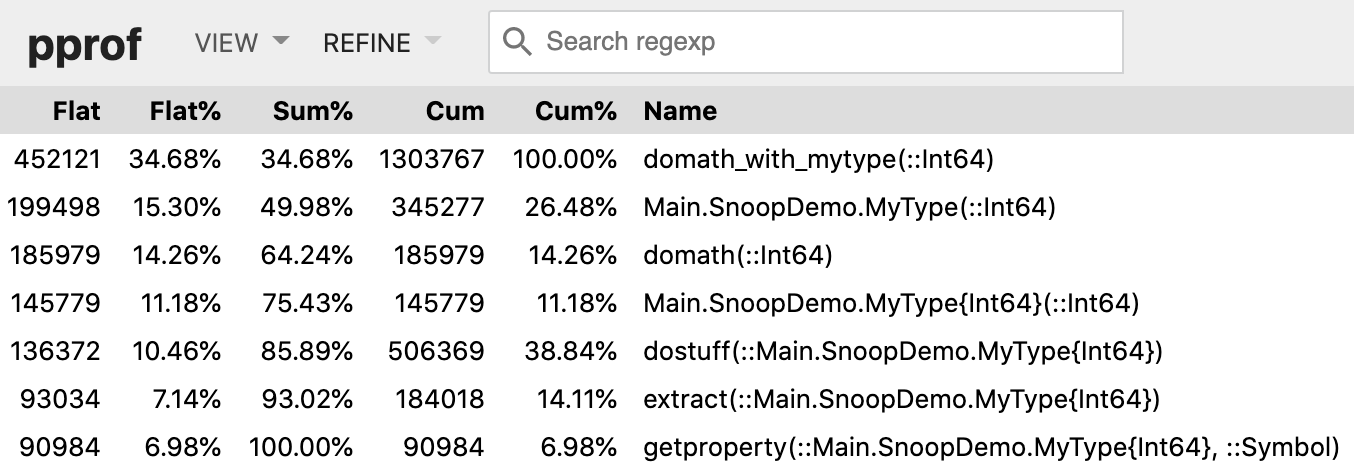 pprof VIEW REFINE Search regexp
Flat Flat% Sum% Cum Cum% Name
452121 34.68% 34.68% 1303767 100.00% domath_with_mytype(::Int64)
199498 15.30% 49.98% 345277 26.48% Main.SnoopDemo.MyType(::Int64)
185979 14.26% 64.24% 185979 14.26% domath(::Int64)
145779 11.18% 75.43% 145779 11.18% Main.SnoopDemo.MyType{Int64}(::Int64)
136372 10.46% 85.89% 506369 38.84% dostuff(::Main.SnoopDemo.MyType{Int64})
93034 7.14% 93.02% 184018 14.11% extract(::Main.SnoopDemo.MyType{Int64})
90984 6.98% 100.00% 90984 6.98% getproperty(::Main.SnoopDemo.MyType{Int64}, ::Symbol)